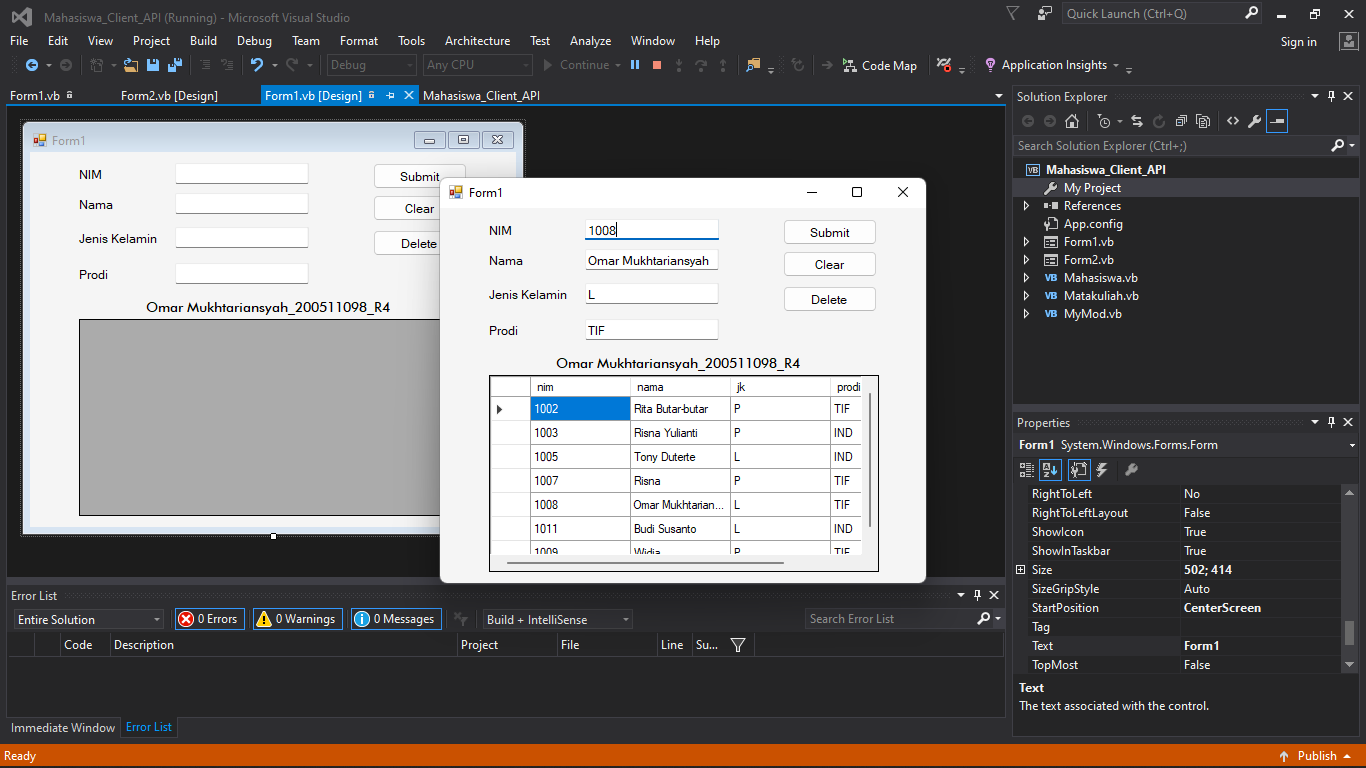 Mahasiswa_Client_API (Running) - Microsoft Visual Studio
Quick Launch (Ctrl+Q)
File Edit View Project Build Debug Team Format Tools Architecture Test Analyze Window Help
Sign in
Debug Any CPU Continue Code Map Application Insights
Form1.vb Form2.vb [Design] Form1.vb [Design] Mahasiswa_Client_API
Form1
NIM
Submit
Nama
Clear
Jenis Kelamin
Delete
Prodi
Omar Mukhtariansyah_200511098_R4
Form1
NIM 1008 Submit
Nama Omar Mukhtariansyah Clear
Jenis Kelamin L Delete
Prodi TIF
Omar Mukhtariansyah_200511098_R4
nim nama jk prodi
1002 Rita Butar-butar P TIF
1003 Risna Yulianti P IND
1005 Tony Duterte L IND
1007 Risna P TIF
1008 Omar Mukhtarian... L TIF
1011 Budi Susanto L IND
1009 Widia P TIF
Solution Explorer
Search Solution Explorer (Ctrl+;)
VB Mahasiswa_Client_API
My Project
References
App.config
Form1.vb
Form2.vb
VB Mahasiswa.vb
VB Matakuliah.vb
VB MyMod.vb
Properties
Form1 System.Windows.Forms.Form
RightToLeft No
RightToLeftLayout False
ShowIcon True
ShowInTaskbar True
Size 502; 414
SizeGripStyle Auto
StartPosition CenterScreen
Tag
Text Form1
TopMost False
Text
The text associated with the control.
Error List
Entire Solution 0 Errors 0 Warnings 0 Messages Build + IntelliSense Search Error List
Code Description Project File Line Su...
Immediate Window Error List
Ready Publish